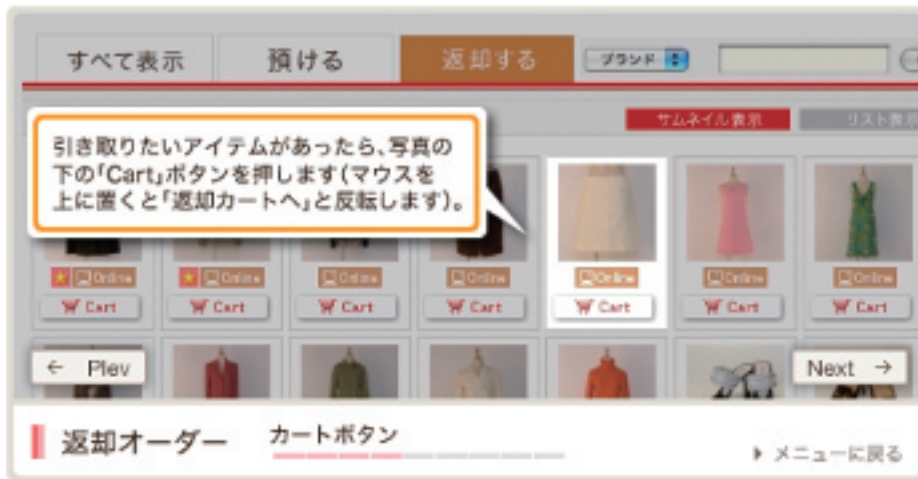 すべて表示
預ける
返却する
ブランド
サムネイル表示
リスト表示
引き取りたいアイテムがあったら、写真の
下の「Cart」ボタンを押します(マウスを
上に置くと「返却カートへ」と反転します)。
Online Online Online Online Online Online Online
Cart Cart Cart Cart Cart Cart Cart
← Plev
Next →
返却オーダー
カートボタン
メニューに戻る